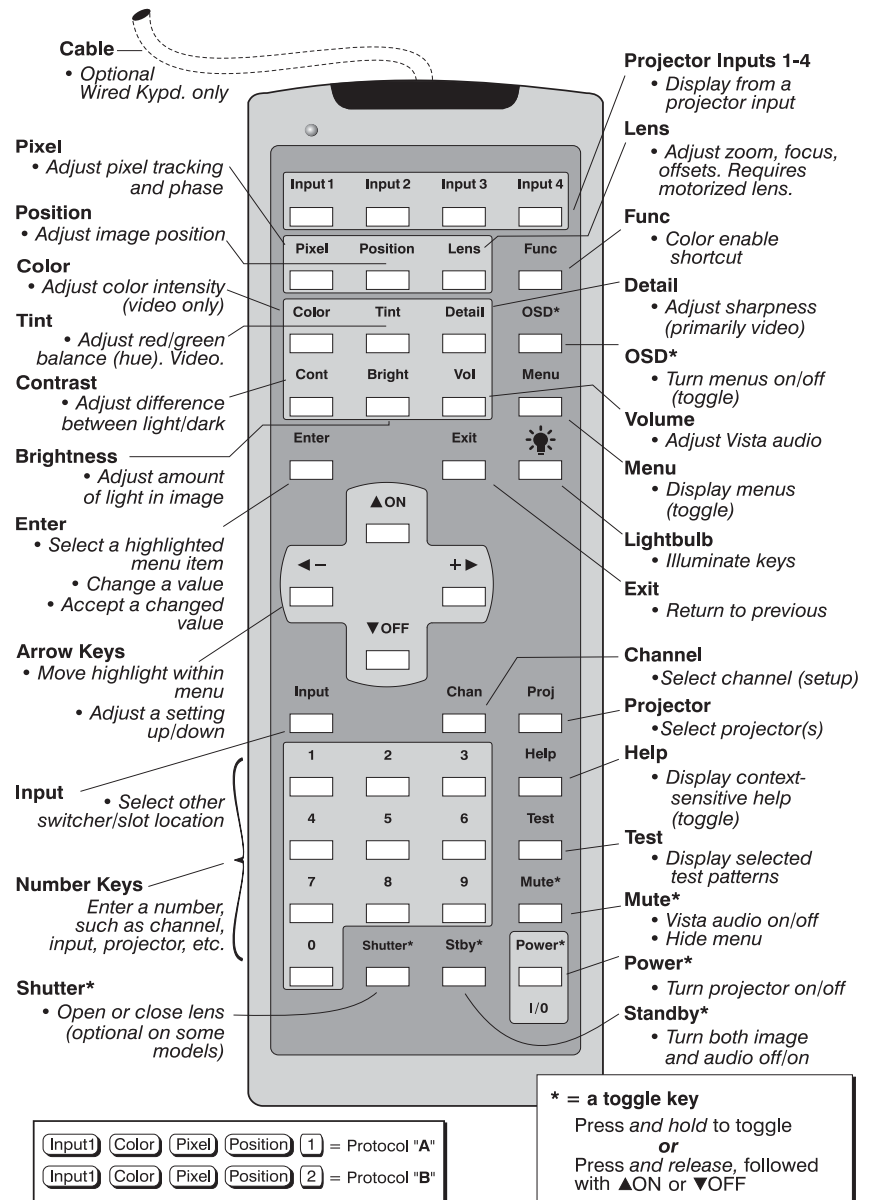 Cable
• Optional
Wired Kypd. only
Pixel
• Adjust pixel tracking
and phase
Position
• Adjust image position
Color
• Adjust color intensity
(video only)
Tint
• Adjust red/green
balance (hue). Video.
Contrast
• Adjust difference
between light/dark
Brightness
• Adjust amount
of light in image
Enter
• Select a highlighted
menu item
• Change a value
• Accept a changed
value
Arrow Keys
• Move highlight within
menu
• Adjust a setting
up/down
Input
• Select other
switcher/slot location
Number Keys
Enter a number,
such as channel,
input, projector, etc.
Shutter*
• Open or close lens
(optional on some
models)
Input 1 Input 2 Input 3 Input 4
Pixel Position Lens Func
Color Tint Detail OSD*
Cont Bright Vol Menu
Enter Exit
▲ON
◀ − + ▶
▼OFF
Input Chan Proj
1 2 3 Help
4 5 6 Test
7 8 9 Mute*
0 Shutter* Stby* Power*
I/0
Projector Inputs 1-4
• Display from a
projector input
Lens
• Adjust zoom, focus,
offsets. Requires
motorized lens.
Func
• Color enable
shortcut
Detail
• Adjust sharpness
(primarily video)
OSD*
• Turn menus on/off
(toggle)
Volume
• Adjust Vista audio
Menu
• Display menus
(toggle)
Lightbulb
• Illuminate keys
Exit
• Return to previous
Channel
•Select channel (setup)
Projector
•Select projector(s)
Help
• Display context-
sensitive help
(toggle)
Test
• Display selected
test patterns
Mute*
• Vista audio on/off
• Hide menu
Power*
• Turn projector on/off
Standby*
• Turn both image
and audio off/on
Input1 Color Pixel Position 1 = Protocol "A"
Input1 Color Pixel Position 2 = Protocol "B"
* = a toggle key
Press and hold to toggle
or
Press and release, followed
with ▲ON or ▼OFF